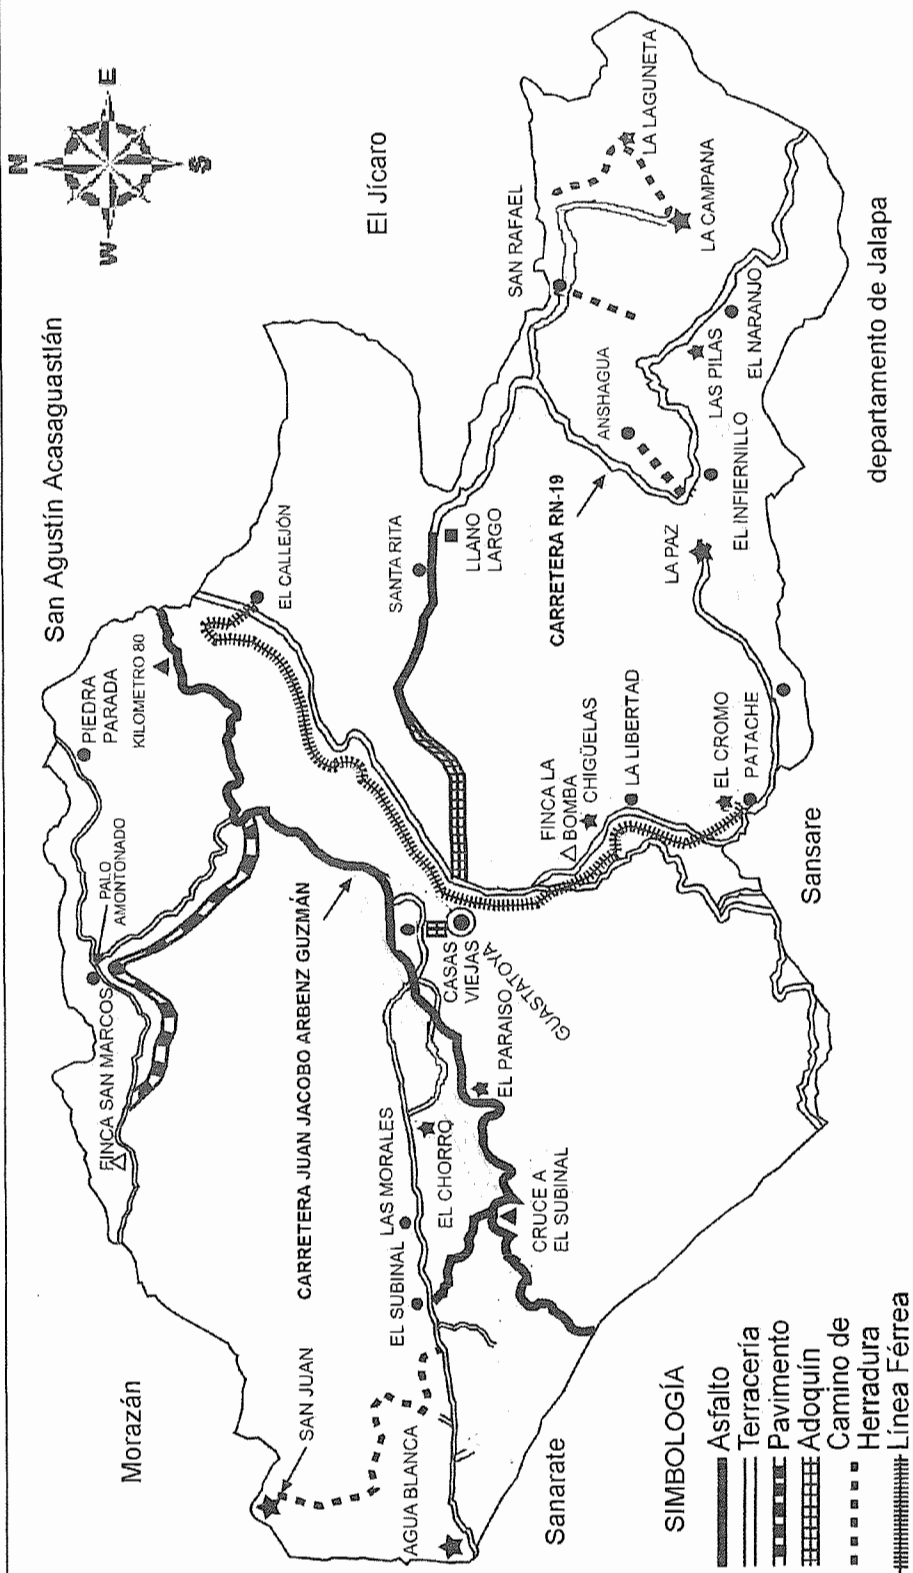 N
E
S
W
Morazán
San Agustín Acasaguastlán
El Jícaro
SAN JUAN
FINCA SAN MARCOS
PALO
AMONTONADO
PIEDRA
PARADA
KILOMETRO 80
EL CALLEJÓN
CARRETERA JUAN JACOBO ARBENZ GUZMÁN
AGUA BLANCA
EL SUBINAL
LAS MORALES
EL CHORRO
CRUCE A
EL SUBINAL
EL PARAISO
CASAS
VIEJAS
GUASTATOYA
SANTA RITA
LLANO
LARGO
SAN RAFAEL
LA LAGUNETA
LA CAMPANA
ANSHAGUA
CARRETERA RN-19
LAS PILAS
EL NARANJO
EL INFIERNILLO
LA PAZ
FINCA LA
BOMBA
CHIGÜELAS
LA LIBERTAD
EL CROMO
PATACHE
Sanarate
Sansare
departamento de Jalapa
SIMBOLOGÍA
Asfalto
Terracería
Pavimento
Adoquín
Camino de
Herradura
Línea Férrea